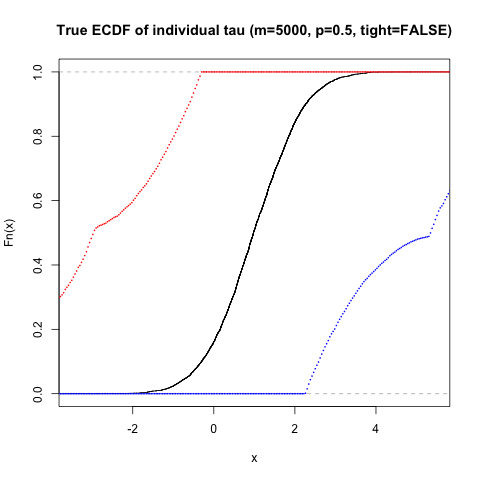 True ECDF of individual tau (m=5000, p=0.5, tight=FALSE)
Fn(x)
1.0
0.8
0.6
0.4
0.2
0.0
-2 0 2 4
x